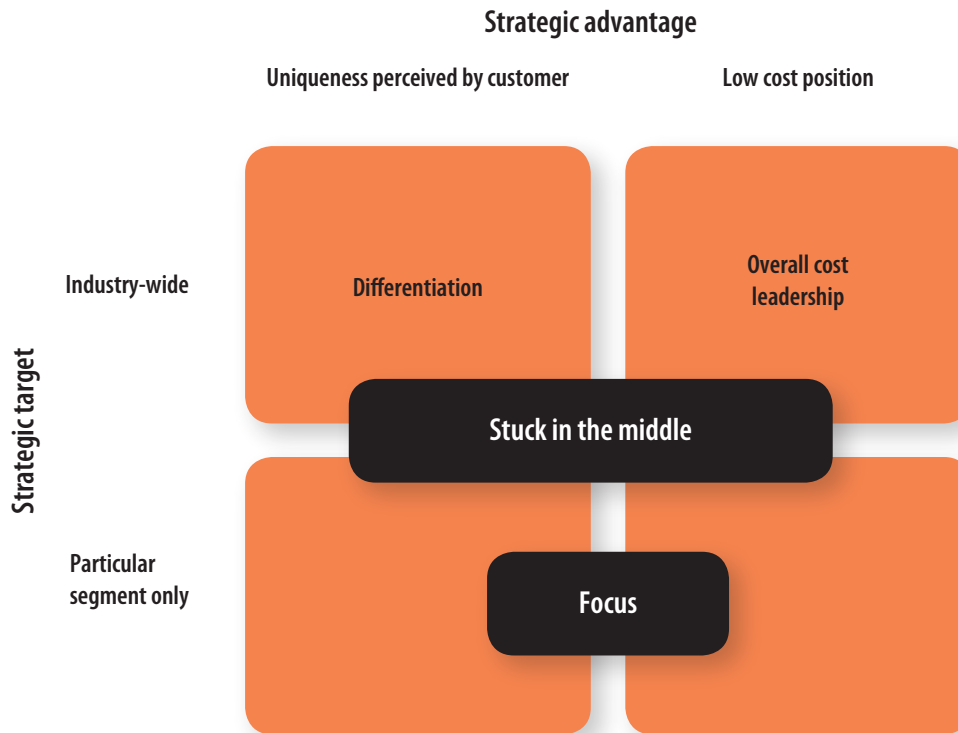 Strategic advantage
Uniqueness perceived by customer
Low cost position
Strategic target
Industry-wide
Differentiation
Overall cost
leadership
Stuck in the middle
Particular
segment only
Focus